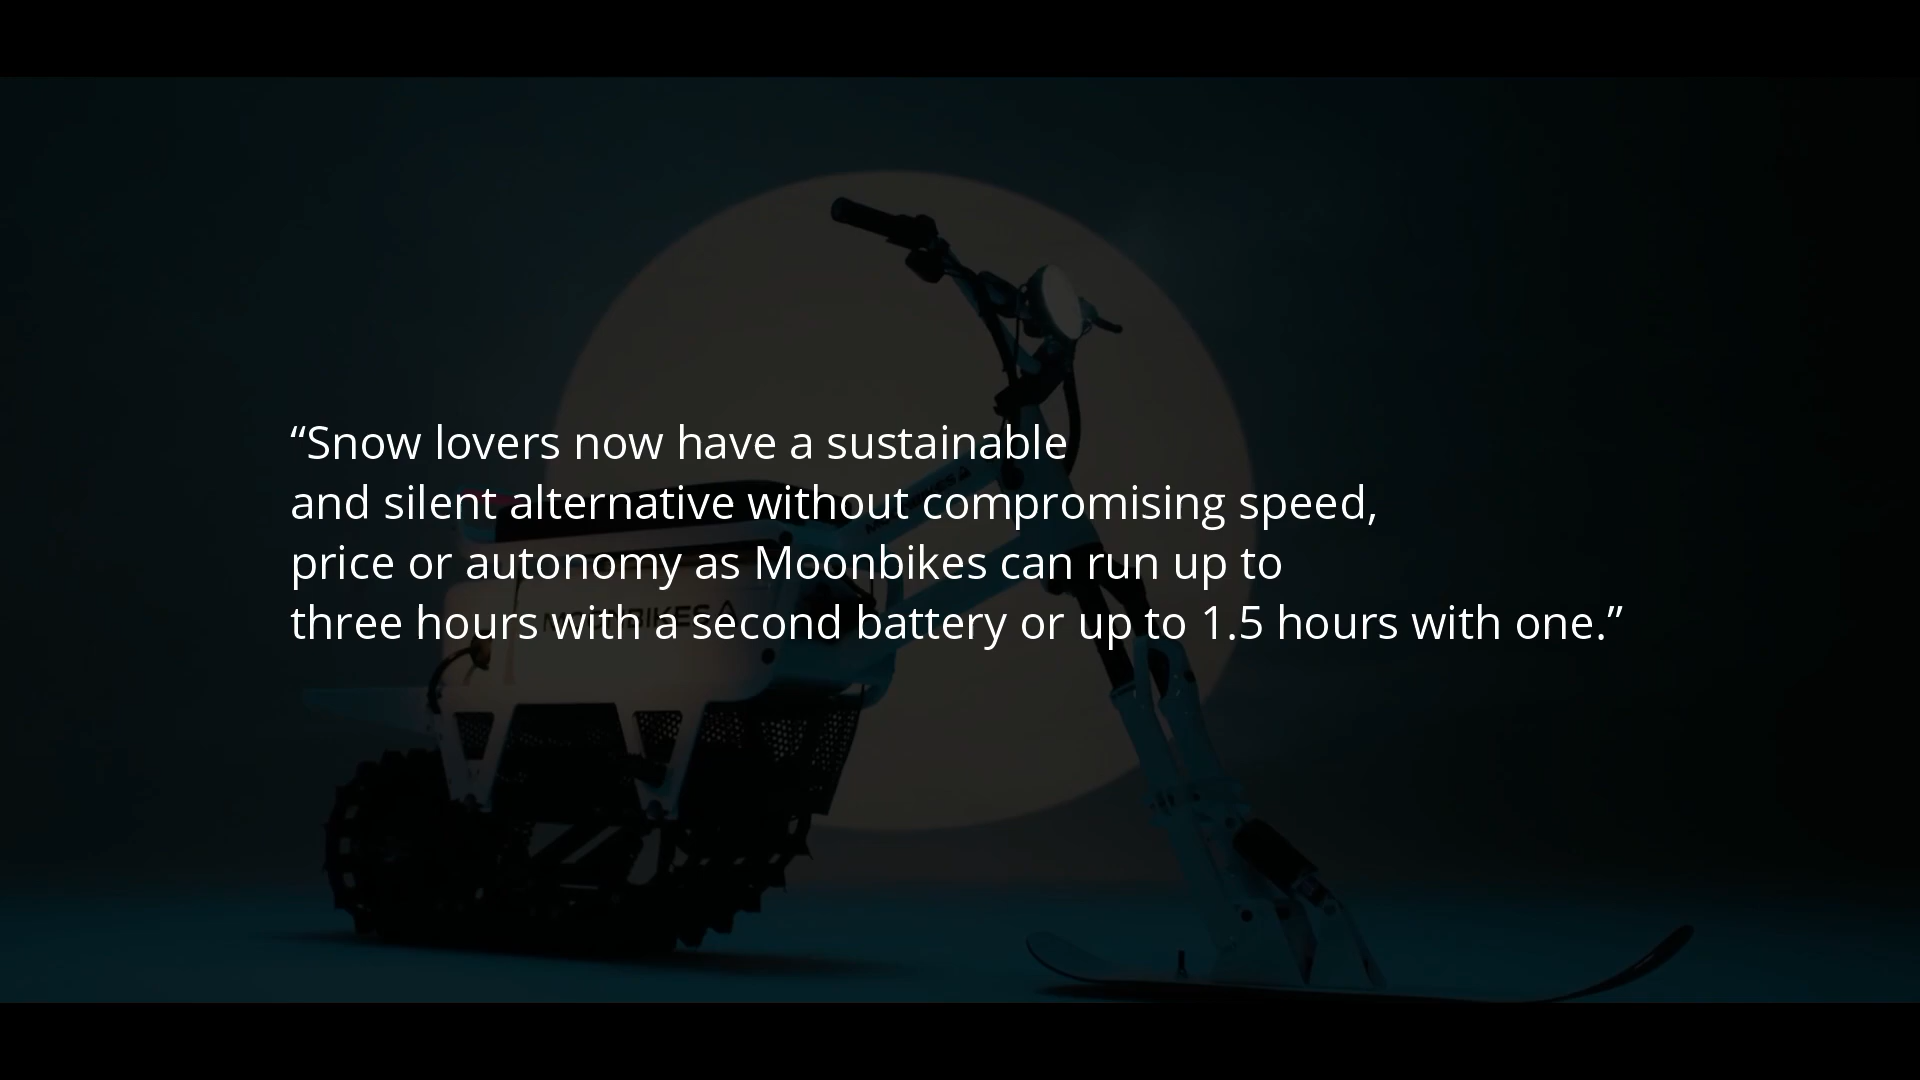 “Snow lovers now have a sustainable
and silent alternative without compromising speed,
price or autonomy as Moonbikes can run up to
three hours with a second battery or up to 1.5 hours with one.”